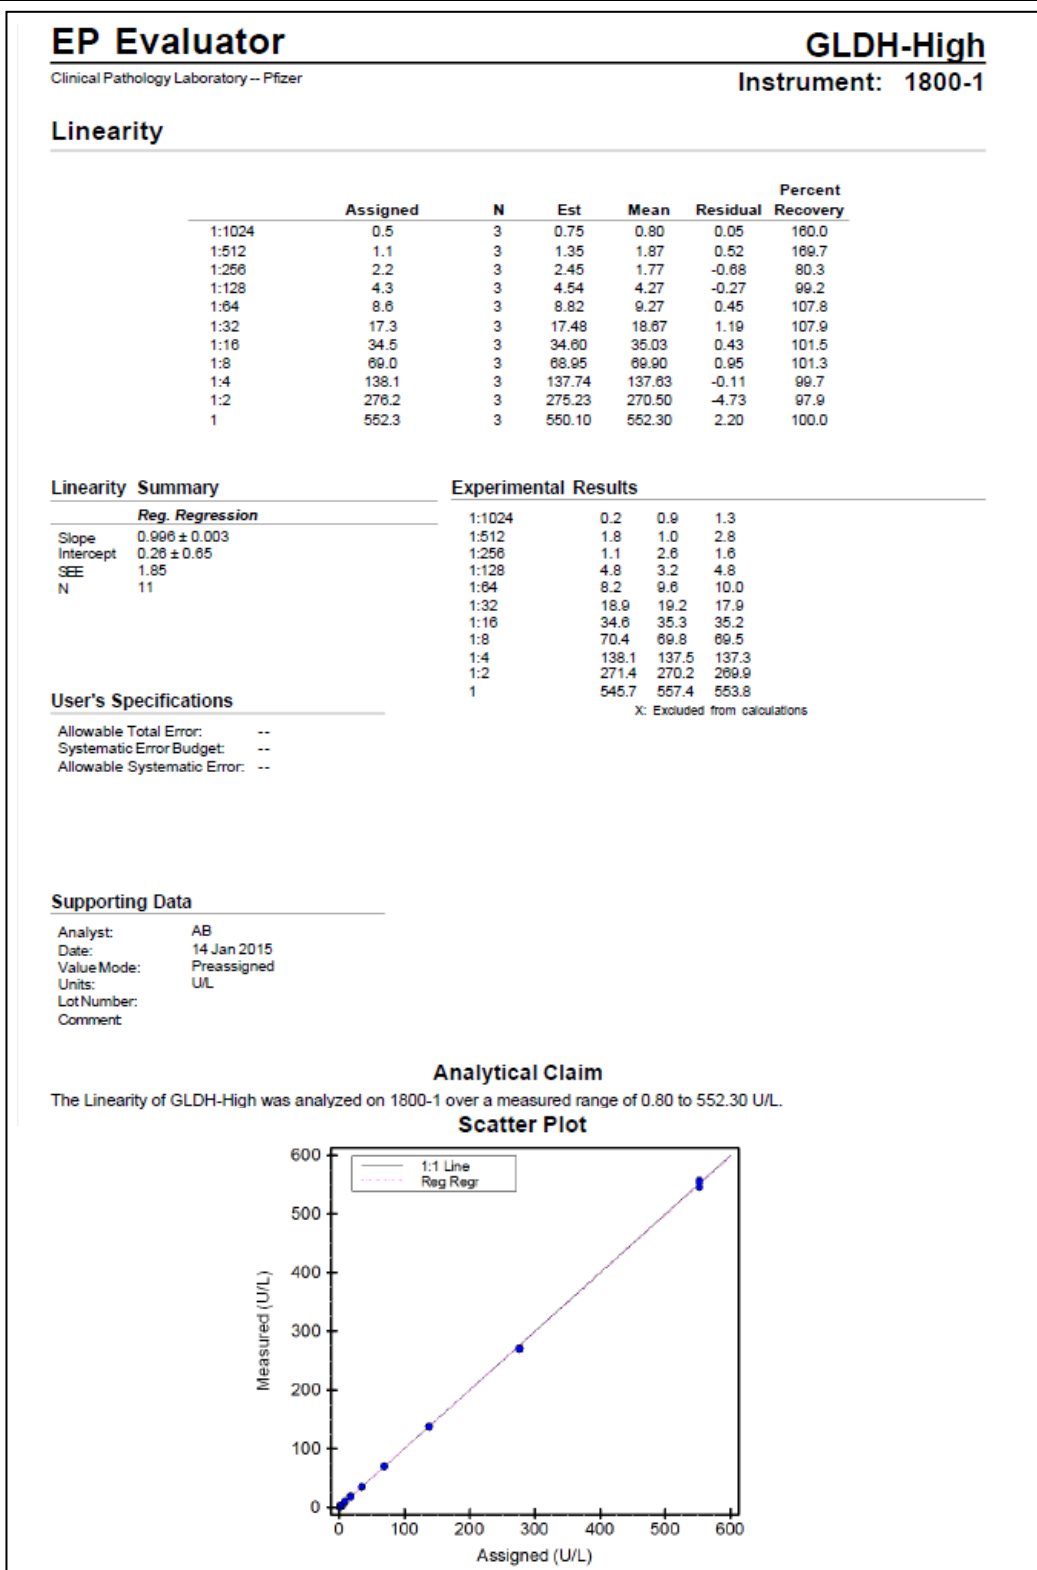 EP Evaluator
GLDH-High
Clinical Pathology Laboratory -- Pfizer
Instrument: 1800-1
Linearity
Assigned N Est Mean Residual Percent Recovery
1:1024 0.5 3 0.75 0.80 0.05 160.0
1:512 1.1 3 1.35 1.87 0.52 169.7
1:256 2.2 3 2.45 1.77 -0.68 80.3
1:128 4.3 3 4.54 4.27 -0.27 99.2
1:64 8.6 3 8.82 9.27 0.45 107.8
1:32 17.3 3 17.48 18.67 1.19 107.9
1:16 34.5 3 34.60 35.03 0.43 101.5
1:8 69.0 3 68.95 69.90 0.95 101.3
1:4 138.1 3 137.74 137.63 -0.11 99.7
1:2 276.2 3 275.23 270.50 -4.73 97.9
1 552.3 3 550.10 552.30 2.20 100.0
Linearity Summary
Reg. Regression
Slope 0.996 ± 0.003
Intercept 0.26 ± 0.65
SEE 1.85
N 11
Experimental Results
1:1024 0.2 0.9 1.3
1:512 1.8 1.0 2.8
1:256 1.1 2.6 1.6
1:128 4.8 3.2 4.8
1:64 8.2 9.6 10.0
1:32 18.9 19.2 17.9
1:16 34.6 35.3 35.2
1:8 70.4 69.8 69.5
1:4 138.1 137.5 137.3
1:2 271.4 270.2 269.9
1 545.7 557.4 553.8
X: Excluded from calculations
User's Specifications
Allowable Total Error: --
Systematic Error Budget: --
Allowable Systematic Error: --
Supporting Data
Analyst: AB
Date: 14 Jan 2015
Value Mode: Preassigned
Units: U/L
Lot Number:
Comment:
Analytical Claim
The Linearity of GLDH-High was analyzed on 1800-1 over a measured range of 0.80 to 552.30 U/L.
Scatter Plot
1:1 Line
Reg Regr
600
500
400
300
200
100
0
Measured (U/L)
0 100 200 300 400 500 600
Assigned (U/L)